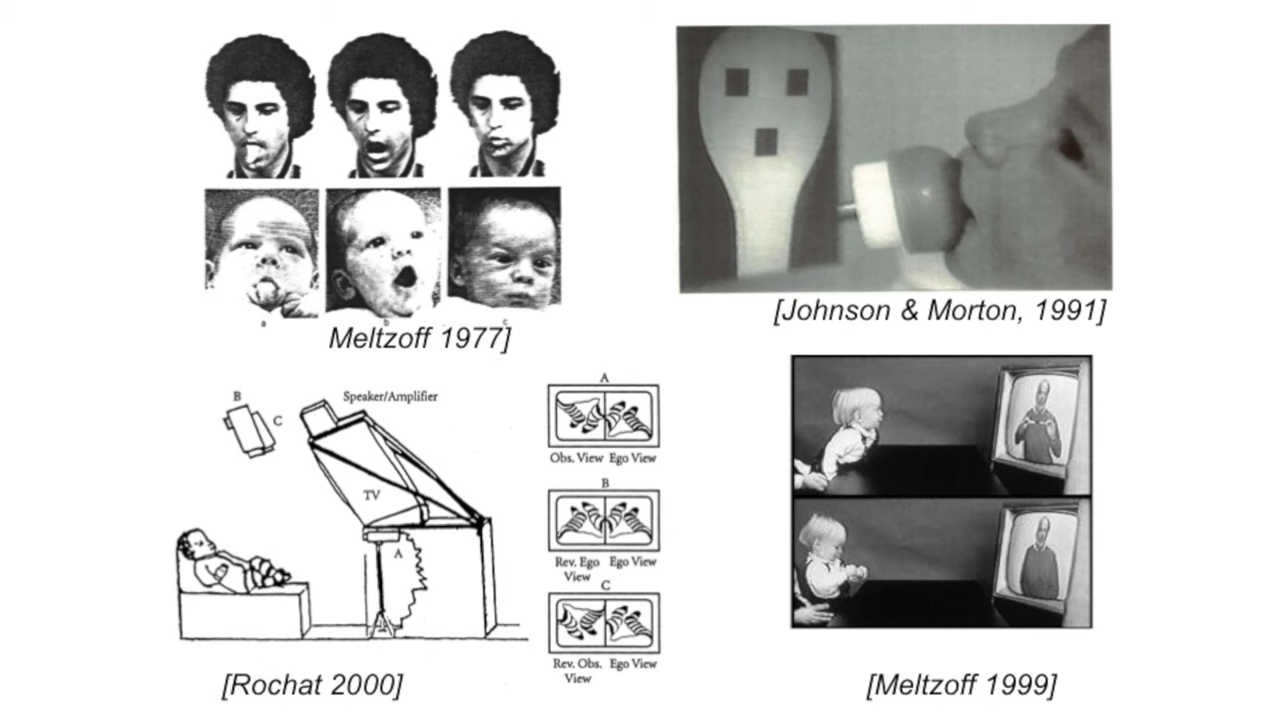 a
b
c
Meltzoff 1977]
[Johnson & Morton, 1991]
B
C
Speaker/Amplifier
TV
A
A
Obs. View Ego View
B
Rev. Ego Ego View
View
C
Rev. Obs. Ego View
View
[Rochat 2000]
[Meltzoff 1999]